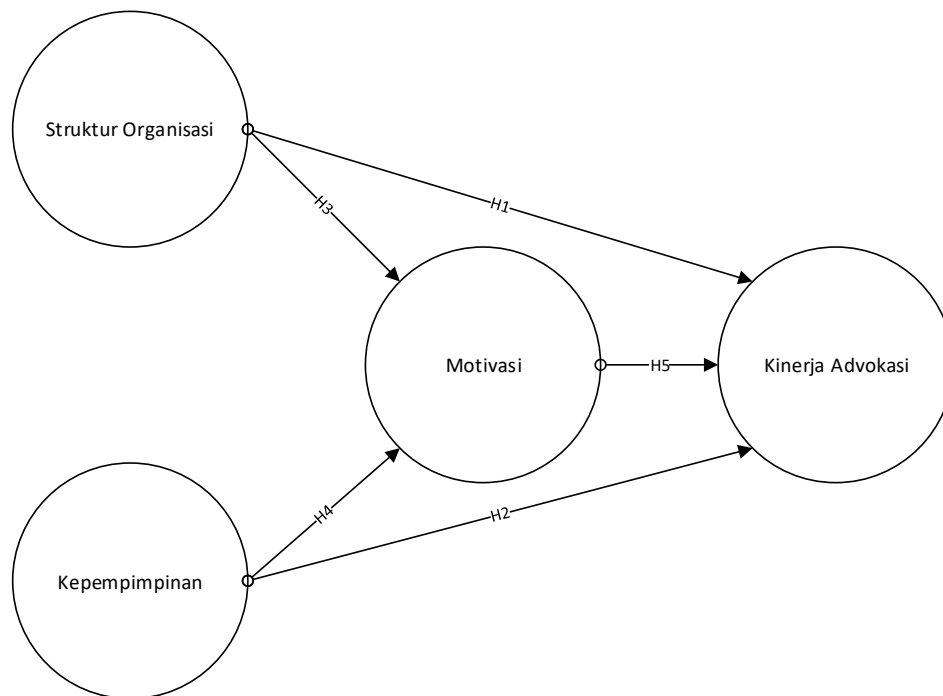 Struktur Organisasi
H1
H3
Motivasi
H5
Kinerja Advokasi
H4
H2
Kepempimpinan